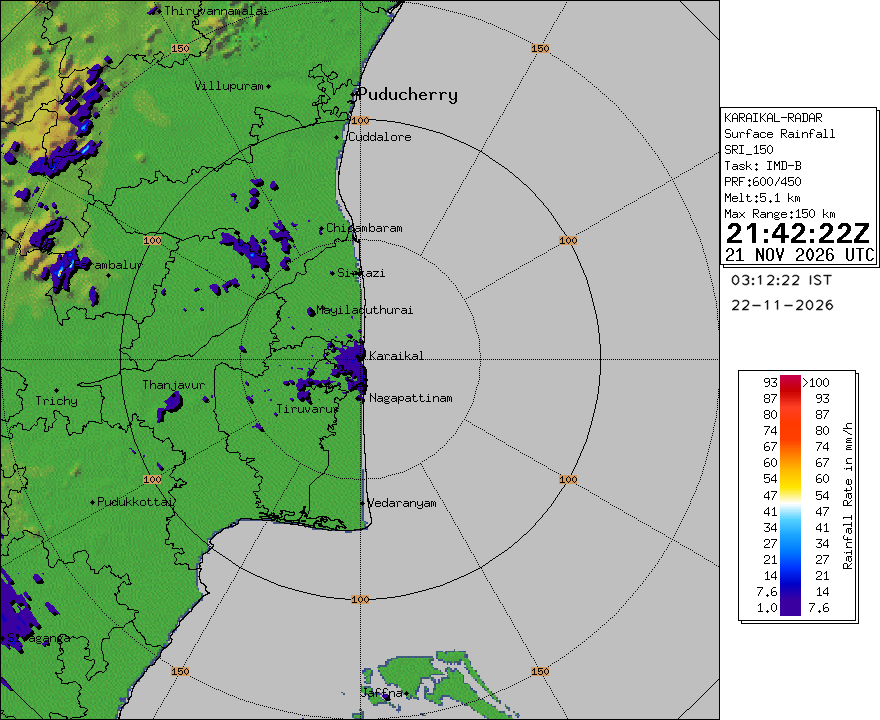 Thiruvannamalai
150
150
Villupuram
Puducherry
100
Cuddalore
Chidambaram
100
100
Sirkazi
Mayiladuthurai
Karaikal
Thanjavur
Trichy
Nagapattinam
Tiruvarur
100
100
Pudukkottai
Vedaranyam
100
150
150
Jaffna
KARAIKAL-RADAR
Surface Rainfall
SRI_150
Task: IMD-B
PRF:600/450
Melt:5.1 km
Max Range:150 km
21:42:22Z
21 NOV 2026 UTC
03:12:22 IST
22-11-2026
93 >100
87 93
80 87
74 80
67 74
60 67
54 60
47 54
41 47
34 41
27 34
21 27
14 21
7.6 14
1.0 7.6
Rainfall Rate in mm/h